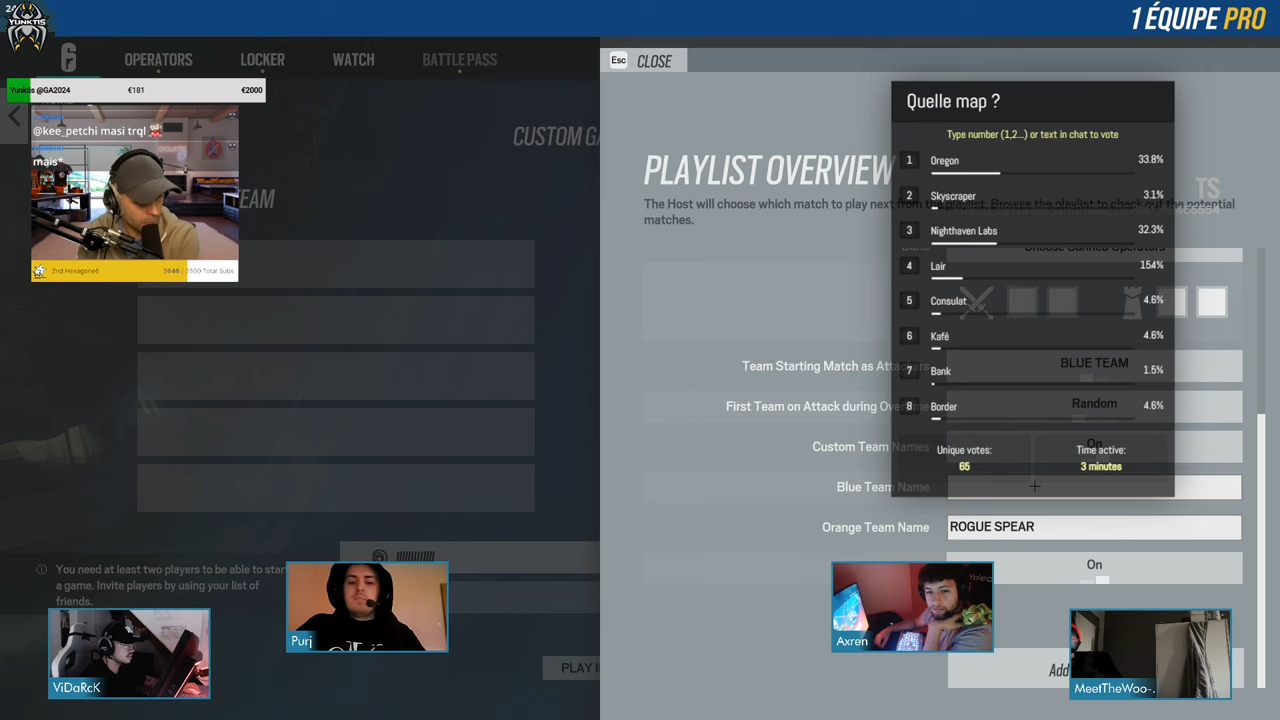 24
YUNKTIS
1 ÉQUIPE PRO
OPERATORS
LOCKER
WATCH
BATTLE PASS
Esc CLOSE
Yunktis @GA2024 €181 €2000
@kee_petchi masi trql
mais*
2nd Hexagone6 2646 / 2500 Total Subs
CUSTOM GA
TEAM
PLAYLIST OVERVIEW
The Host will choose which match to play next from the playlist. Browse the playlist to check out the potential
matches.
TS
Quelle map ?
Type number (1,2...) or text in chat to vote
1 Oregon 33.8%
2 Skyscraper 3.1%
3 Nighthaven Labs 32.3%
Choose Banned Operators
4 Lair 15.4%
5 Consulat 4.6%
6 Kafé 4.6%
7 Bank 1.5%
8 Border 4.6%
Unique votes:
65
Time active:
3 minutes
Team Starting Match as Attackers BLUE TEAM
First Team on Attack during Overtime Random
Custom Team Names On
Blue Team Name
Orange Team Name ROGUE SPEAR
On
You need at least two players to be able to start
a game. Invite players by using your list of
friends.
PLAY I
Add
ViDaRcK
Purj
Axren
MeetTheWoo-.